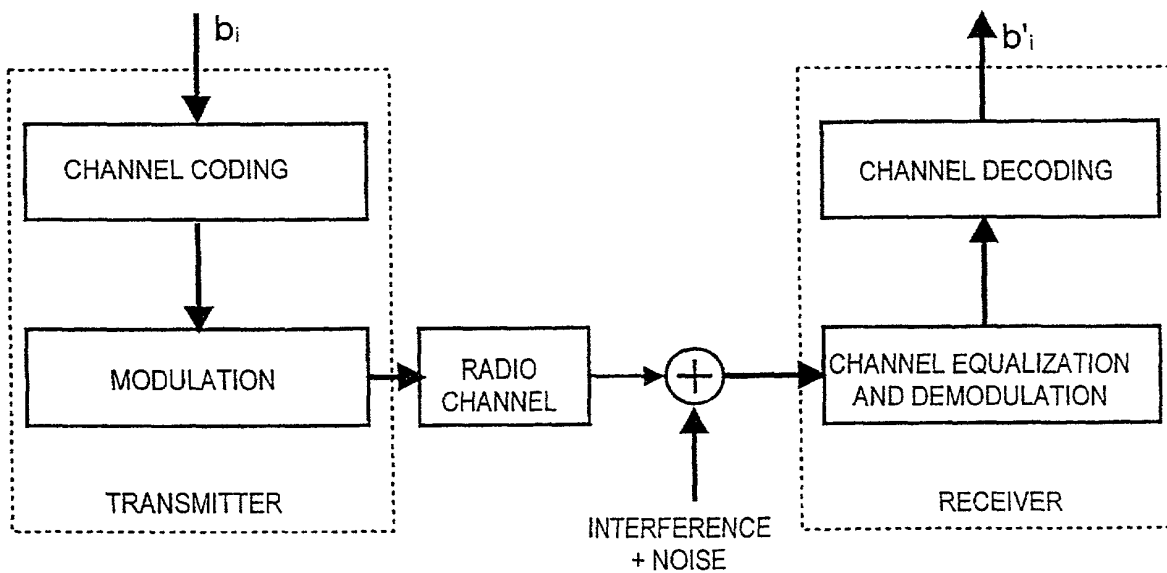 bi
b'i
CHANNEL CODING
CHANNEL DECODING
MODULATION
RADIO
CHANNEL
+
CHANNEL EQUALIZATION
AND DEMODULATION
TRANSMITTER
RECEIVER
INTERFERENCE
+ NOISE